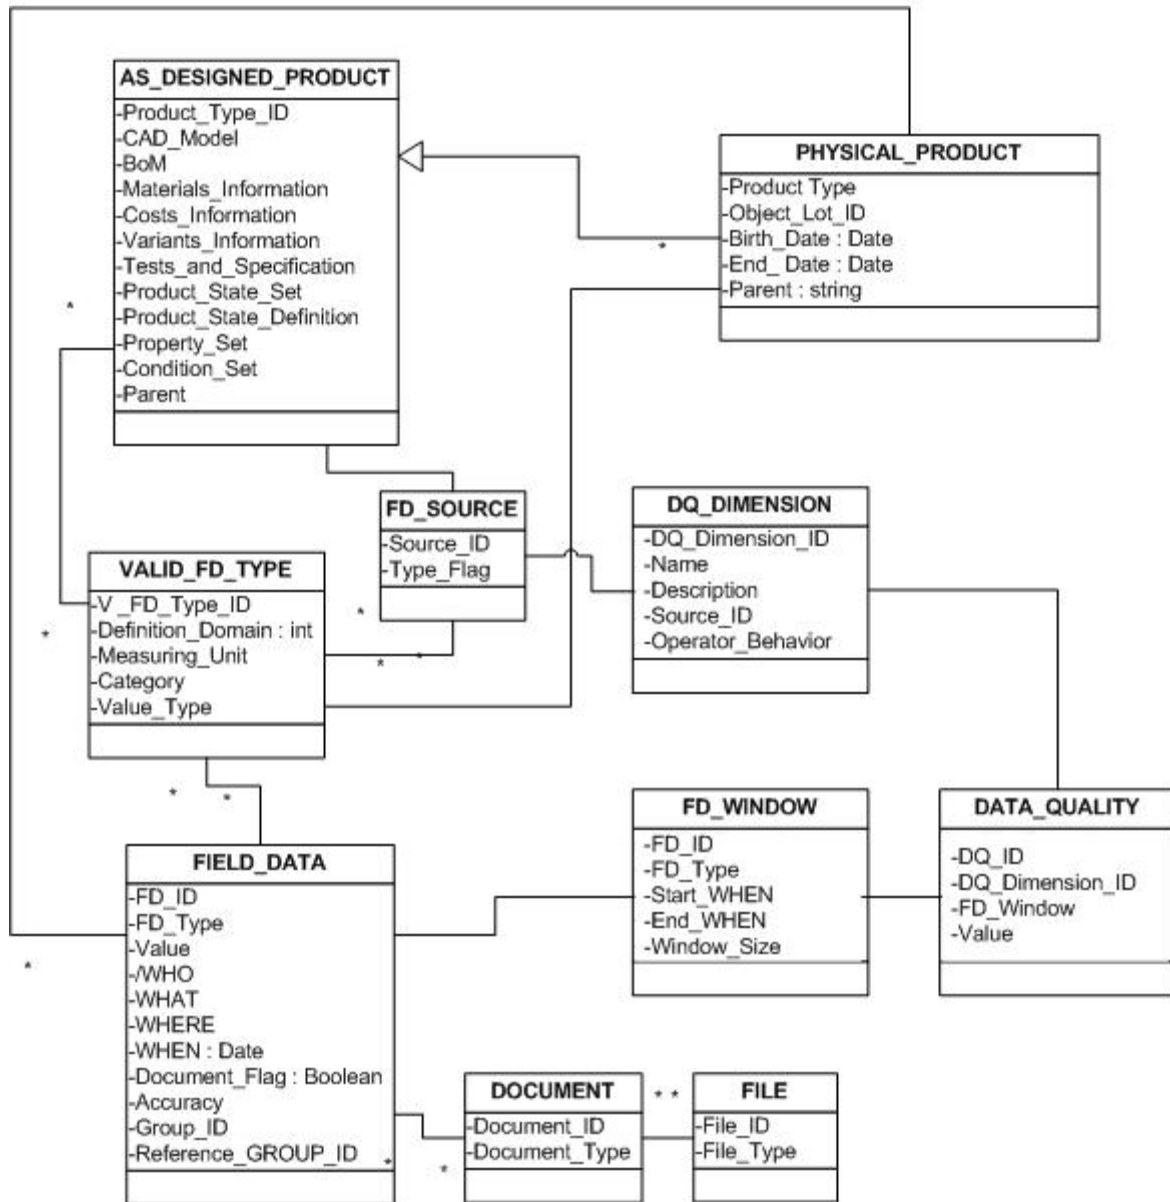 AS_DESIGNED_PRODUCT
-Product_Type_ID
-CAD_Model
-BoM
-Materials_Information
-Costs_Information
-Variants_Information
-Tests_and_Specification
-Product_State_Set
-Product_State_Definition
-Property_Set
-Condition_Set
-Parent
*
PHYSICAL_PRODUCT
-Product Type
-Object_Lot_ID
-Birth_Date : Date
-End_ Date : Date
-Parent : string
*
FD_SOURCE
-Source_ID
-Type_Flag
*
DQ_DIMENSION
-DQ_Dimension_ID
-Name
-Description
-Source_ID
-Operator_Behavior
VALID_FD_TYPE
-V _FD_Type_ID
-Definition_Domain : int
-Measuring_Unit
-Category
-Value_Type
*
* *
* *
FD_WINDOW
-FD_ID
-FD_Type
-Start_WHEN
-End_WHEN
-Window_Size
DATA_QUALITY
-DQ_ID
-DQ_Dimension_ID
-FD_Window
-Value
FIELD_DATA
-FD_ID
-FD_Type
-Value
-/WHO
-WHAT
-WHERE
-WHEN : Date
-Document_Flag : Boolean
-Accuracy
-Group_ID
-Reference_GROUP_ID *
*
DOCUMENT
-Document_ID
-Document_Type
*
* *
FILE
-File_ID
-File_Type